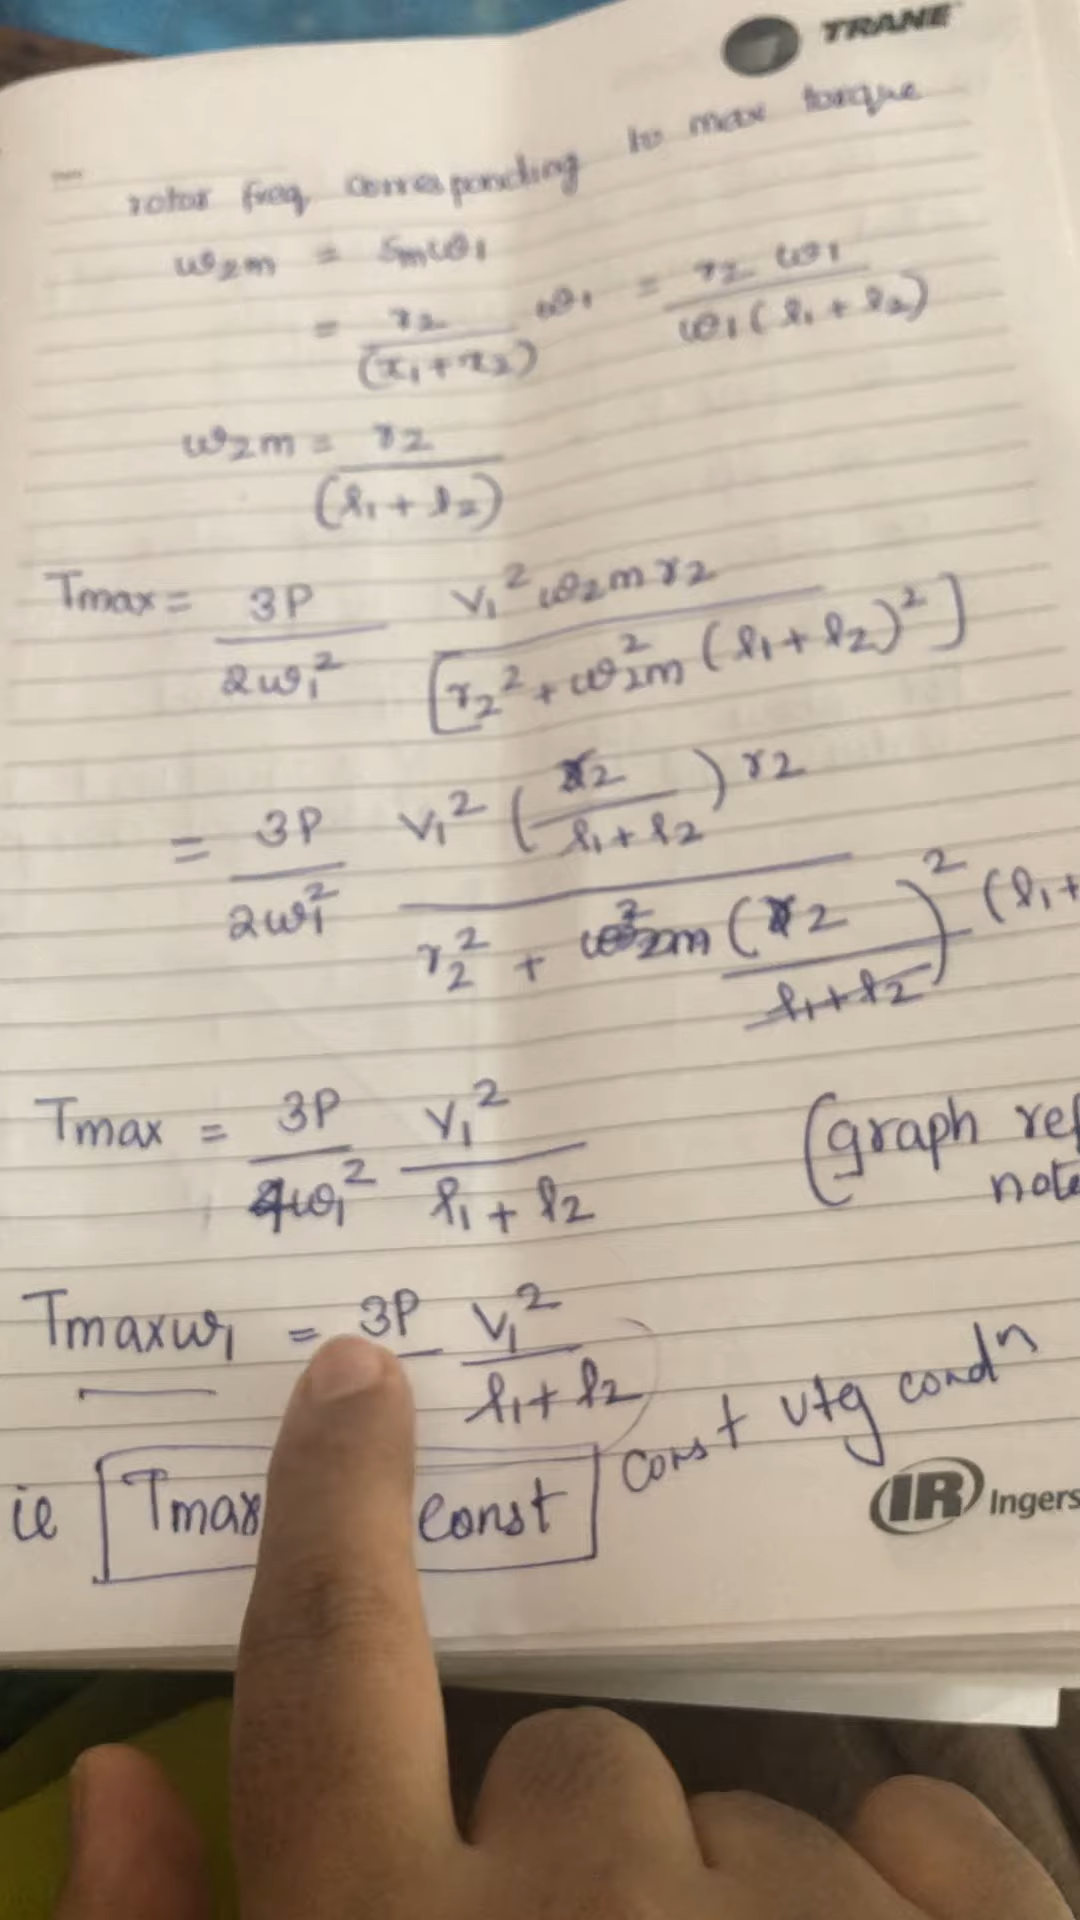 TRANE
rotor freq corresponding to max torque
ω2m = Smω1
= r2/(x1+x2) ω1 = r2 ω1/ω1(l1+l2)
ω2m = r2/(l1+l2)
Tmax = 3P/2ω1² V1² ω2m r2/[r2² + ω2m² (l1+l2)²]
= 3P/2ω1² V1² (r2/l1+l2) r2/r2² + (r2/l1+l2)² (l1+
Tmax = 3P/4ω1² V1²/l1+l2 (graph ref
note
Tmaxω1 = 3P V1²/l1+l2
const vtg condn
ie Tmax const
IR Ingers